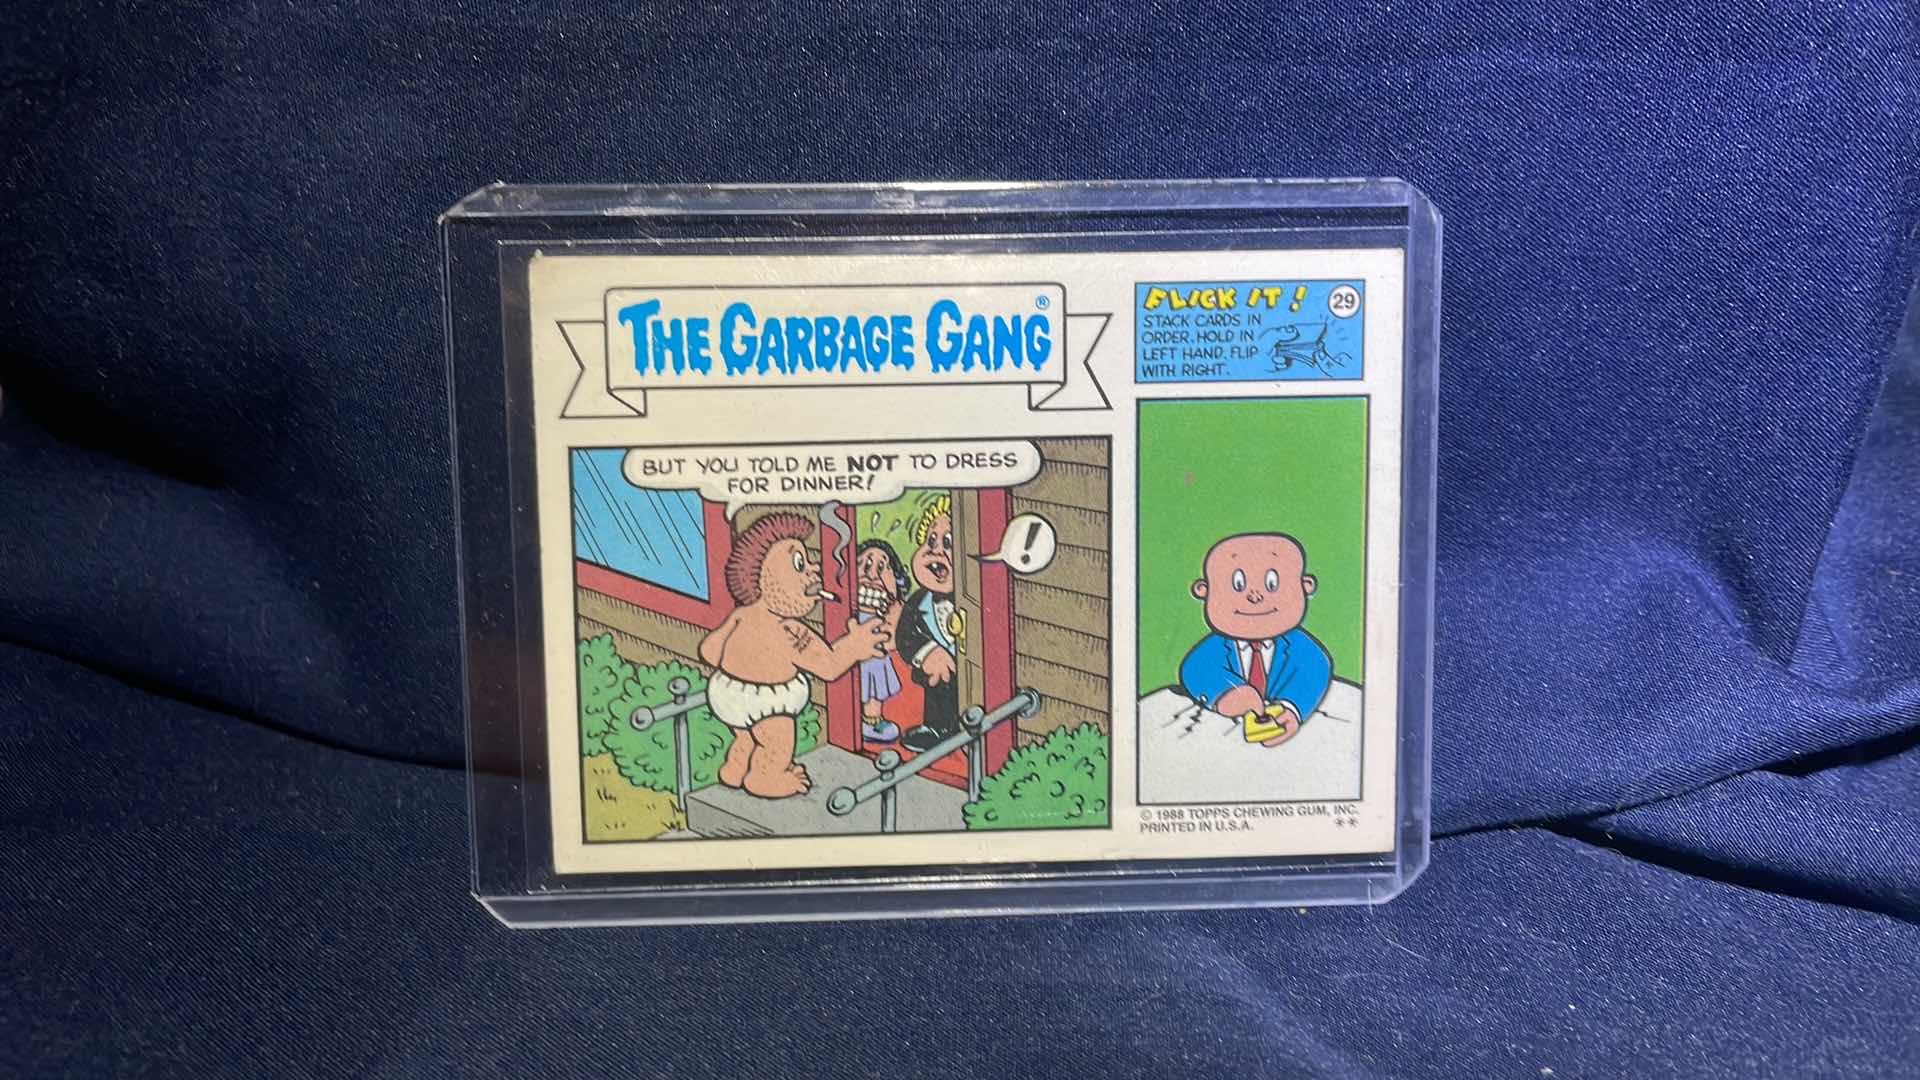 THE GARBAGE GANG®
BUT YOU TOLD ME NOT TO DRESS
FOR DINNER!
!
FLICK IT!
29
STACK CARDS IN
ORDER. HOLD IN
LEFT HAND, FLIP
WITH RIGHT.
© 1988 TOPPS CHEWING GUM, INC.
PRINTED IN U.S.A.
**